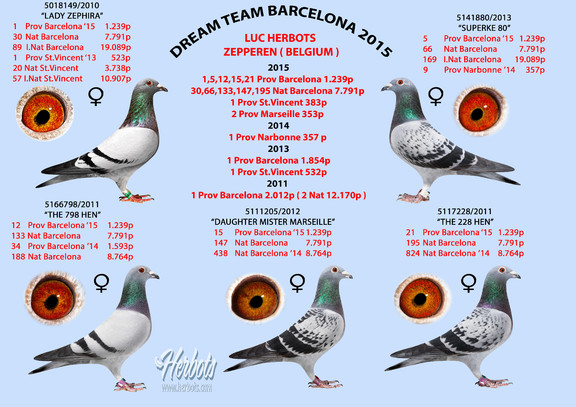 DREAM TEAM BARCELONA 2015
LUC HERBOTS
ZEPPEREN ( BELGIUM )
2015
1,5,12,15,21 Prov Barcelona 1.239p
30,66,133,147,195 Nat Barcelona 7.791p
1 Prov St.Vincent 383p
2 Prov Marseille 353p
2014
1 Prov Narbonne 357 p
2013
1 Prov Barcelona 1.854p
1 Prov St.Vincent 532p
2011
1 Prov Barcelona 2.012p ( 2 Nat 12.170p )
5018149/2010
“LADY ZEPHIRA”
1 Prov Barcelona ’15 1.239p
30 Nat Barcelona 7.791p
89 I.Nat Barcelona 19.089p
1 Prov St.Vincent ’13 523p
20 Nat St.Vincent 3.738p
57 I.Nat St.Vincent 10.907p
5141880/2013
“SUPERKE 80”
5 Prov Barcelona ’15 1.239p
66 Nat Barcelona 7.791p
169 I.Nat Barcelona 19.089p
9 Prov Narbonne ’14 357p
5166798/2011
“THE 798 HEN”
12 Prov Barcelona ’15 1.239p
133 Nat Barcelona 7.791p
34 Prov Barcelona ’14 1.593p
188 Nat Barcelona 8.764p
5111205/2012
“DAUGHTER MISTER MARSEILLE”
15 Prov Barcelona ’15 1.239p
147 Nat Barcelona 7.791p
438 Nat Barcelona ’14 8.764p
5117228/2011
“THE 228 HEN”
21 Prov Barcelona ’15 1.239p
195 Nat Barcelona 7.791p
824 Nat Barcelona ’14 8.764p
Herbots
www.herbots.com